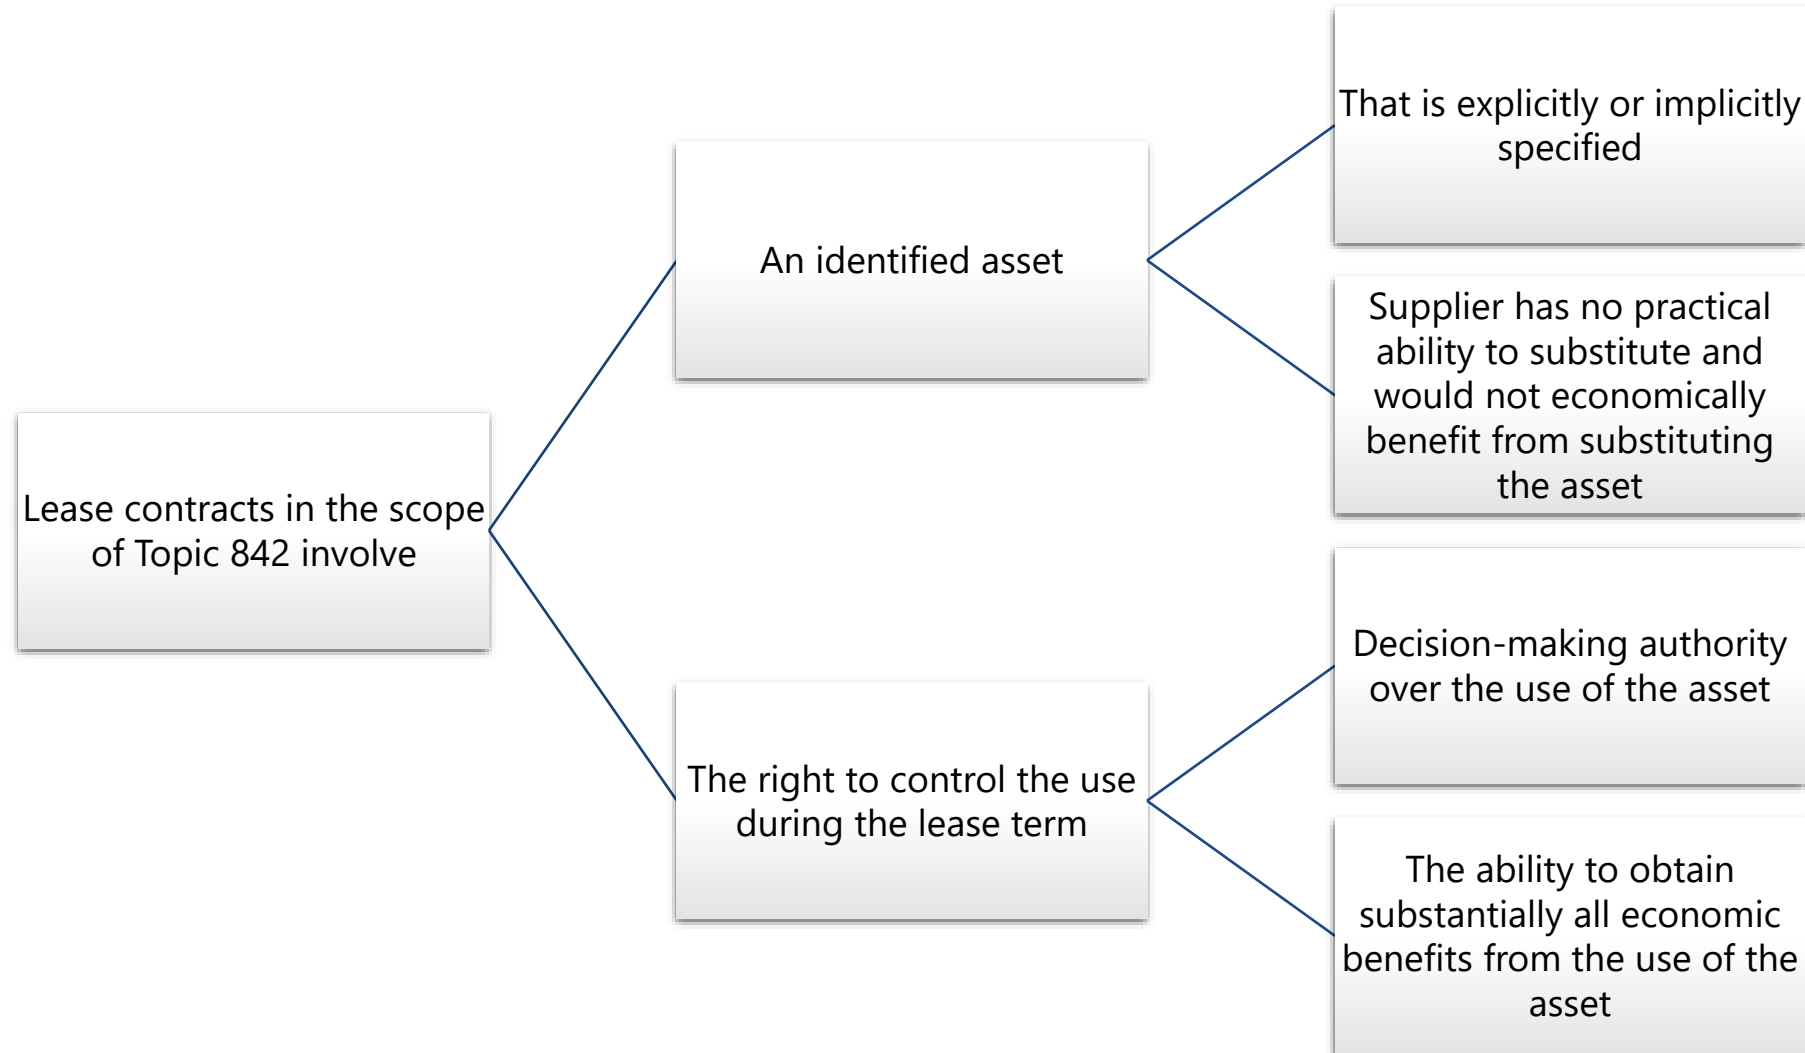 Lease contracts in the scope
of Topic 842 involve
An identified asset
That is explicitly or implicitly
specified
Supplier has no practical
ability to substitute and
would not economically
benefit from substituting
the asset
The right to control the use
during the lease term
Decision-making authority
over the use of the asset
The ability to obtain
substantially all economic
benefits from the use of the
asset